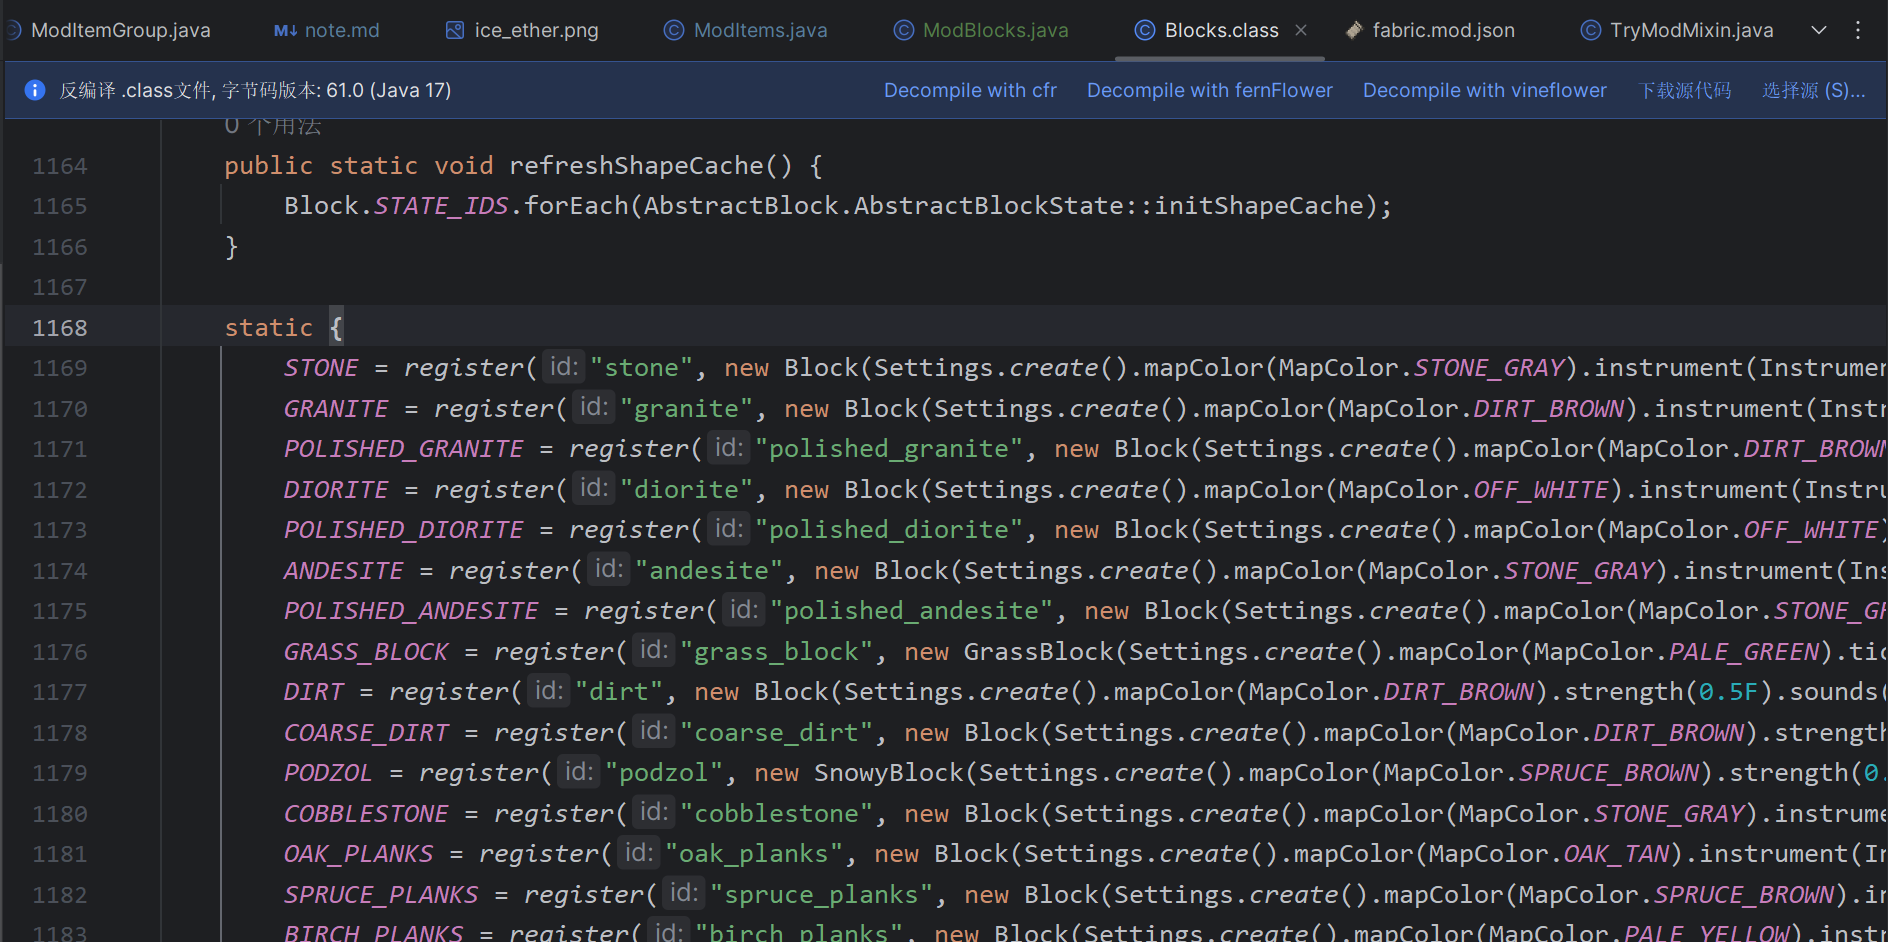 ModItemGroup.java note.md ice_ether.png ModItems.java ModBlocks.java Blocks.class fabric.mod.json TryModMixin.java
反编译 .class文件, 字节码版本: 61.0 (Java 17) Decompile with cfr Decompile with fernFlower Decompile with vineflower 下载源代码 选择源 (S)...
0 个用法
1164 public static void refreshShapeCache() {
1165 Block.STATE_IDS.forEach(AbstractBlock.AbstractBlockState::initShapeCache);
1166 }
1167
1168 static {
1169 STONE = register( id: "stone", new Block(Settings.create().mapColor(MapColor.STONE_GRAY).instrument(Instrumen
1170 GRANITE = register( id: "granite", new Block(Settings.create().mapColor(MapColor.DIRT_BROWN).instrument(Instr
1171 POLISHED_GRANITE = register( id: "polished_granite", new Block(Settings.create().mapColor(MapColor.DIRT_BROWN
1172 DIORITE = register( id: "diorite", new Block(Settings.create().mapColor(MapColor.OFF_WHITE).instrument(Instru
1173 POLISHED_DIORITE = register( id: "polished_diorite", new Block(Settings.create().mapColor(MapColor.OFF_WHITE)
1174 ANDESITE = register( id: "andesite", new Block(Settings.create().mapColor(MapColor.STONE_GRAY).instrument(Ins
1175 POLISHED_ANDESITE = register( id: "polished_andesite", new Block(Settings.create().mapColor(MapColor.STONE_GR
1176 GRASS_BLOCK = register( id: "grass_block", new GrassBlock(Settings.create().mapColor(MapColor.PALE_GREEN).tic
1177 DIRT = register( id: "dirt", new Block(Settings.create().mapColor(MapColor.DIRT_BROWN).strength(0.5F).sounds(
1178 COARSE_DIRT = register( id: "coarse_dirt", new Block(Settings.create().mapColor(MapColor.DIRT_BROWN).strength
1179 PODZOL = register( id: "podzol", new SnowyBlock(Settings.create().mapColor(MapColor.SPRUCE_BROWN).strength(0.
1180 COBBLESTONE = register( id: "cobblestone", new Block(Settings.create().mapColor(MapColor.STONE_GRAY).instrume
1181 OAK_PLANKS = register( id: "oak_planks", new Block(Settings.create().mapColor(MapColor.OAK_TAN).instrument(In
1182 SPRUCE_PLANKS = register( id: "spruce_planks", new Block(Settings.create().mapColor(MapColor.SPRUCE_BROWN).in
1183 BIRCH_PLANKS = register( id: "birch_planks", new Block(Settings.create().mapColor(MapColor.PALE_YELLOW).inst